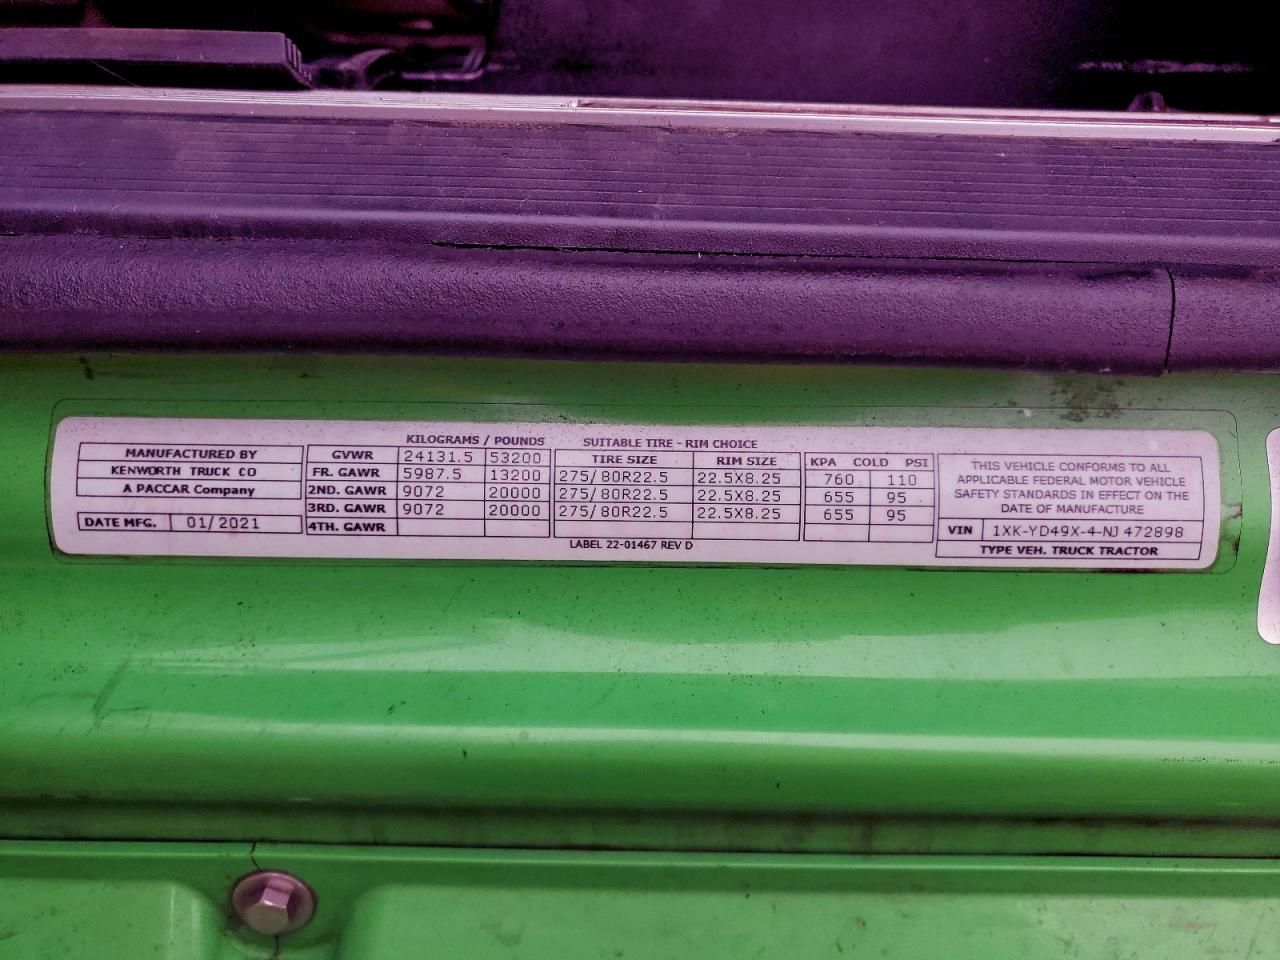 MANUFACTURED BY
KENWORTH TRUCK CO
A PACCAR Company
DATE MFG. 01/2021
KILOGRAMS / POUNDS
GVWR 24131.5 53200
FR. GAWR 5987.5 13200
2ND. GAWR 9072 20000
3RD. GAWR 9072 20000
4TH. GAWR
SUITABLE TIRE - RIM CHOICE
TIRE SIZE RIM SIZE
275/80R22.5 22.5X8.25
275/80R22.5 22.5X8.25
275/80R22.5 22.5X8.25
LABEL 22-01467 REV D
KPA COLD PSI
760 110
655 95
655 95
THIS VEHICLE CONFORMS TO ALL
APPLICABLE FEDERAL MOTOR VEHICLE
SAFETY STANDARDS IN EFFECT ON THE
DATE OF MANUFACTURE
VIN 1XK-YD49X-4-NJ 472898
TYPE VEH. TRUCK TRACTOR